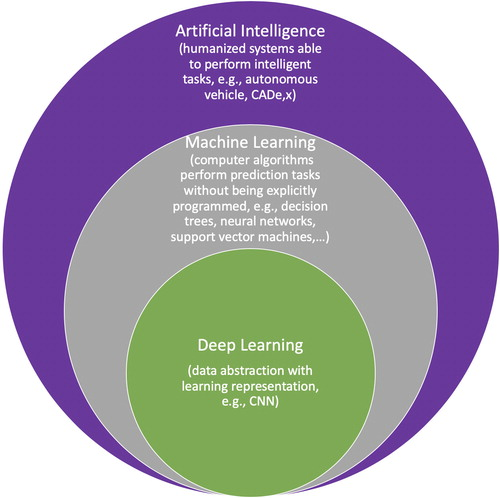 Artificial Intelligence
(humanized systems able
to perform intelligent
tasks, e.g., autonomous
vehicle, CADe,x)
Machine Learning
(computer algorithms
perform prediction tasks
without being explicitly
programmed, e.g., decision
trees, neural networks,
support vector machines,...)
Deep Learning
(data abstraction with
learning representation,
e.g., CNN)